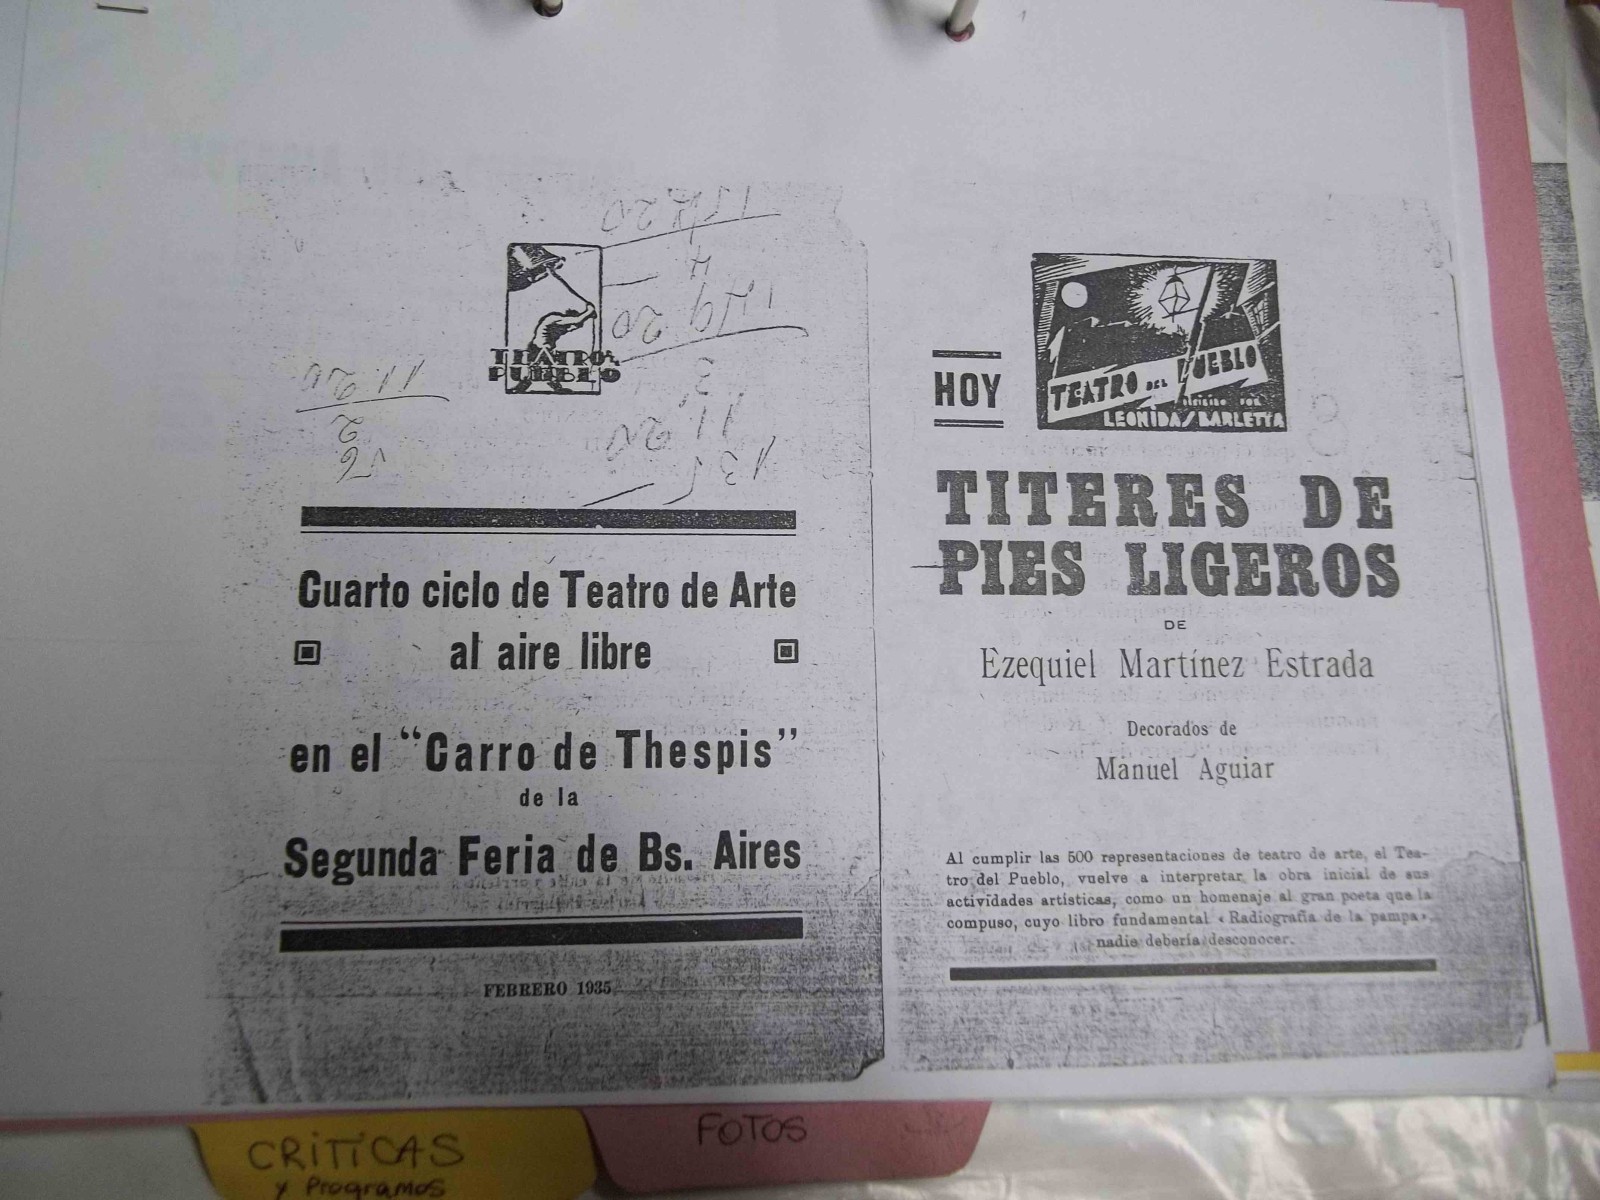 TEATRO DEL
PUEBLO
Cuarto ciclo de Teatro de Arte
al aire libre
en el “Carro de Thespis”
de la
Segunda Feria de Bs. Aires
FEBRERO 1935
HOY
TEATRO DEL PUEBLO
DIRIGIDO POR
LEONIDAS BARLETTA
TITERES DE
PIES LIGEROS
DE
Ezequiel Martínez Estrada
Decorados de
Manuel Aguiar
Al cumplir las 500 representaciones de teatro de arte, el Tea-
tro del Pueblo, vuelve a interpretar la obra inicial de sus
actividades artísticas, como un homenaje al gran poeta que la
compuso, cuyo libro fundamental «Radiografía de la pampa»,
nadie debería desconocer.
CRITICAS
y Programas
FOTOS